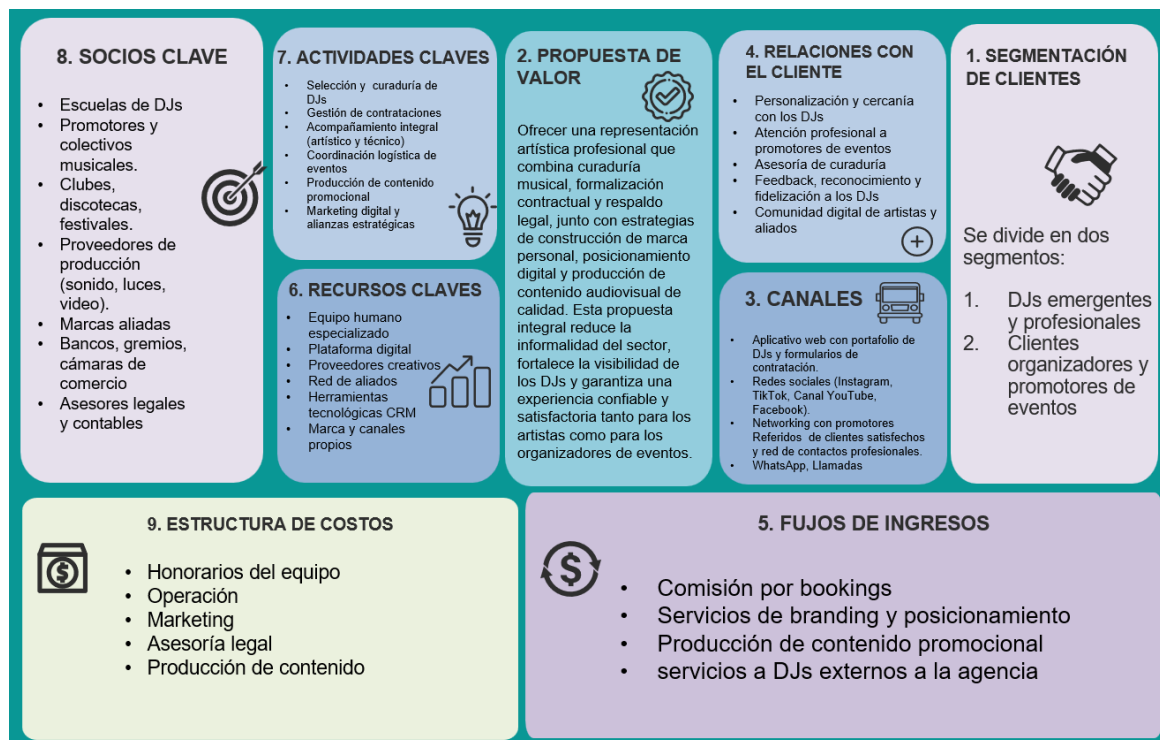 8. SOCIOS CLAVE
• Escuelas de DJs
• Promotores y
colectivos
musicales.
• Clubes,
discotecas,
festivales.
• Proveedores de
producción
(sonido, luces,
video).
• Marcas aliadas
• Bancos, gremios,
cámaras de
comercio
• Asesores legales
y contables
7. ACTIVIDADES CLAVES
• Selección y curaduría de
DJs
• Gestión de contrataciones
• Acompañamiento integral
(artístico y técnico)
• Coordinación logística de
eventos
• Producción de contenido
promocional
• Marketing digital y
alianzas estratégicas
6. RECURSOS CLAVES
• Equipo humano
especializado
• Plataforma digital
• Proveedores creativos
• Red de aliados
• Herramientas
tecnológicas CRM
• Marca y canales
propios
2. PROPUESTA DE
VALOR
Ofrecer una representación
artística profesional que
combina curaduría
musical, formalización
contractual y respaldo
legal, junto con estrategias
de construcción de marca
personal, posicionamiento
digital y producción de
contenido audiovisual de
calidad. Esta propuesta
integral reduce la
informalidad del sector,
fortalece la visibilidad de
los DJs y garantiza una
experiencia confiable y
satisfactoria tanto para los
artistas como para los
organizadores de eventos.
4. RELACIONES CON
EL CLIENTE
• Personalización y cercanía
con los DJs
• Atención profesional a
promotores de eventos
• Asesoría de curaduría
• Feedback, reconocimiento y
fidelización a los DJs
• Comunidad digital de artistas y
aliados
3. CANALES
• Aplicativo web con portafolio de
DJs y formularios de
contratación.
• Redes sociales (Instagram,
TikTok, Canal YouTube,
Facebook).
• Networking con promotores
Referidos de clientes satisfechos
y red de contactos profesionales.
• WhatsApp, Llamadas
1. SEGMENTACIÓN
DE CLIENTES
Se divide en dos
segmentos:
1. DJs emergentes
y profesionales
2. Clientes
organizadores y
promotores de
eventos
9. ESTRUCTURA DE COSTOS
• Honorarios del equipo
• Operación
• Marketing
• Asesoría legal
• Producción de contenido
5. FUJOS DE INGRESOS
• Comisión por bookings
• Servicios de branding y posicionamiento
• Producción de contenido promocional
• servicios a DJs externos a la agencia